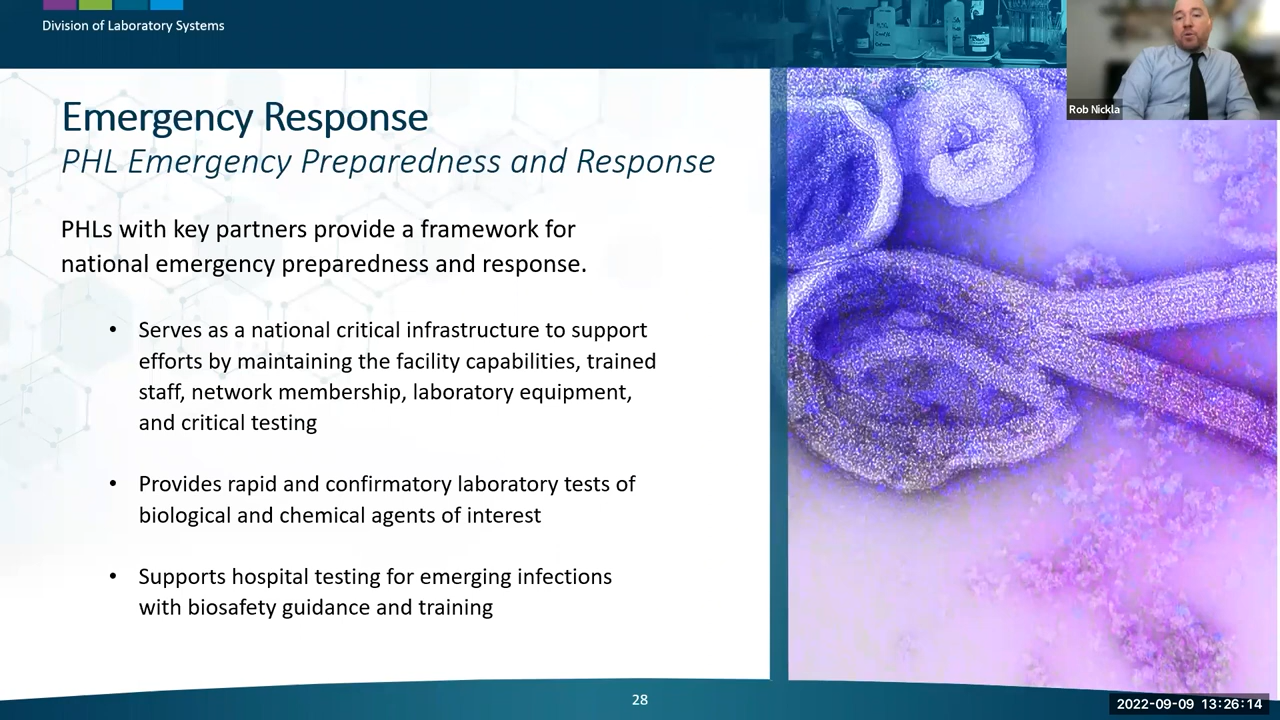 Division of Laboratory Systems
Rob Nickla
Emergency Response
PHL Emergency Preparedness and Response
PHLs with key partners provide a framework for
national emergency preparedness and response.
• Serves as a national critical infrastructure to support
efforts by maintaining the facility capabilities, trained
staff, network membership, laboratory equipment,
and critical testing
• Provides rapid and confirmatory laboratory tests of
biological and chemical agents of interest
• Supports hospital testing for emerging infections
with biosafety guidance and training
28
2022-09-09 13:26:14